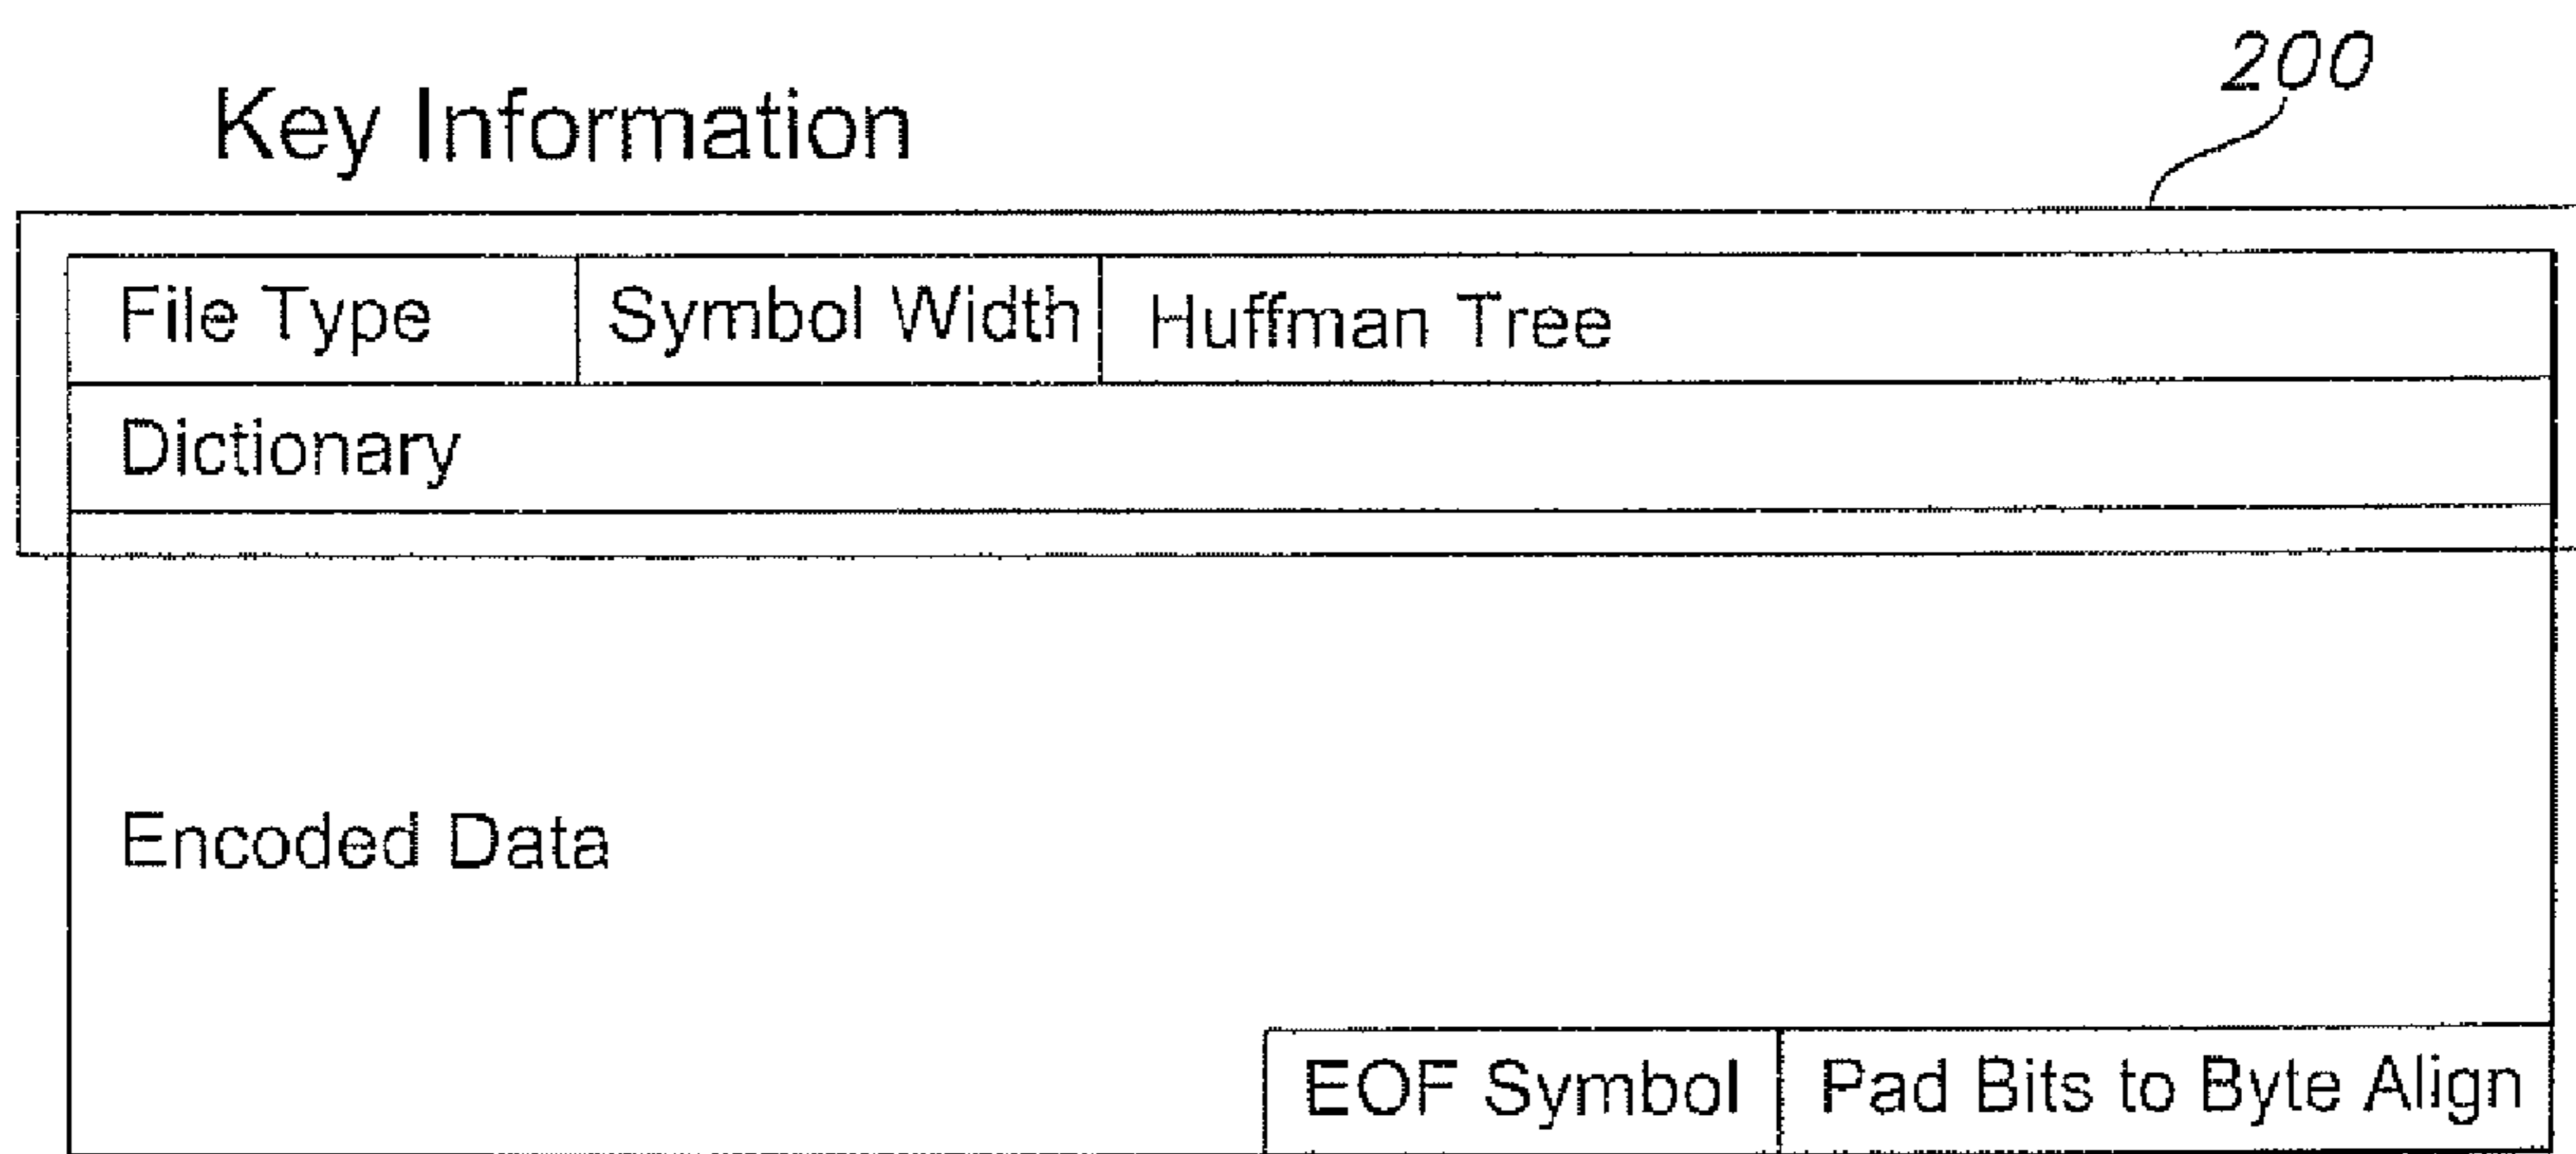 200
Key Information
File Type Symbol Width Huffman Tree
Dictionary
Encoded Data
EOF Symbol Pad Bits to Byte Align